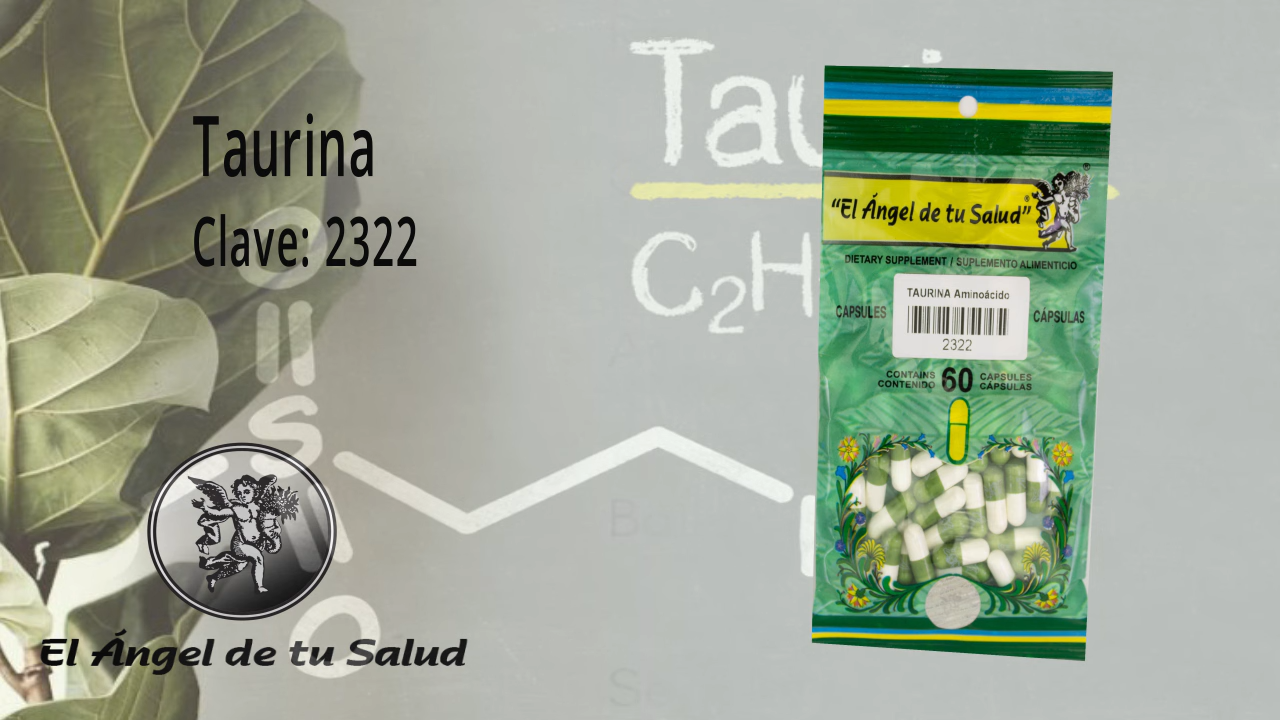 Taurina
Clave: 2322
El Ángel de tu Salud
O
S
O
Tau
C2H
"El Ángel de tu Salud"®
®
DIETARY SUPPLEMENT / SUPLEMENTO ALIMENTICIO
TAURINA Aminoácido
CAPSULES
CÁPSULAS
2322
CONTAINS
CONTENIDO
60
CAPSULES
CÁPSULAS